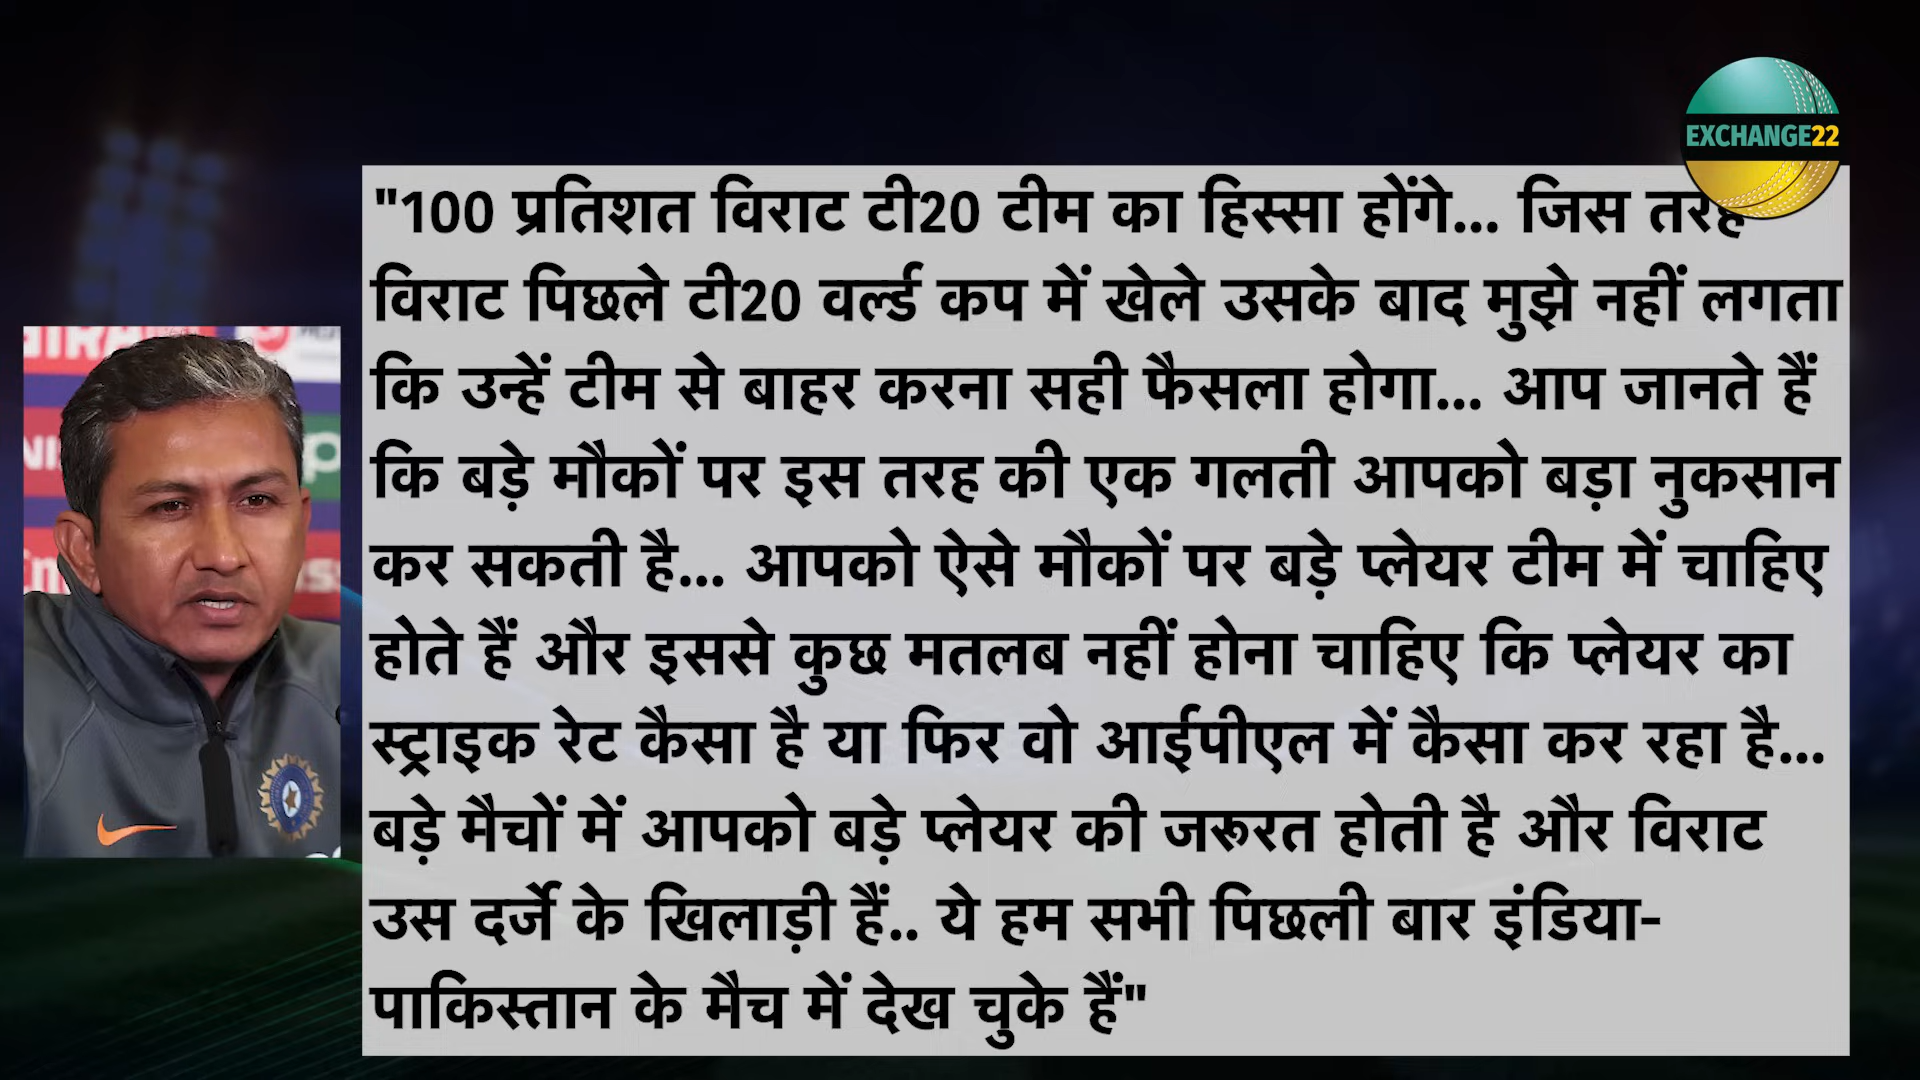 EXCHANGE22
"100 प्रतिशत विराट टी20 टीम का हिस्सा होंगे... जिस तरह
विराट पिछले टी20 वर्ल्ड कप में खेले उसके बाद मुझे नहीं लगता
कि उन्हें टीम से बाहर करना सही फैसला होगा... आप जानते हैं
कि बड़े मौकों पर इस तरह की एक गलती आपको बड़ा नुकसान
कर सकती है... आपको ऐसे मौकों पर बड़े प्लेयर टीम में चाहिए
होते हैं और इससे कुछ मतलब नहीं होना चाहिए कि प्लेयर का
स्ट्राइक रेट कैसा है या फिर वो आईपीएल में कैसा कर रहा है...
बड़े मैचों में आपको बड़े प्लेयर की जरूरत होती है और विराट
उस दर्जे के खिलाड़ी हैं.. ये हम सभी पिछली बार इंडिया-
पाकिस्तान के मैच में देख चुके हैं"